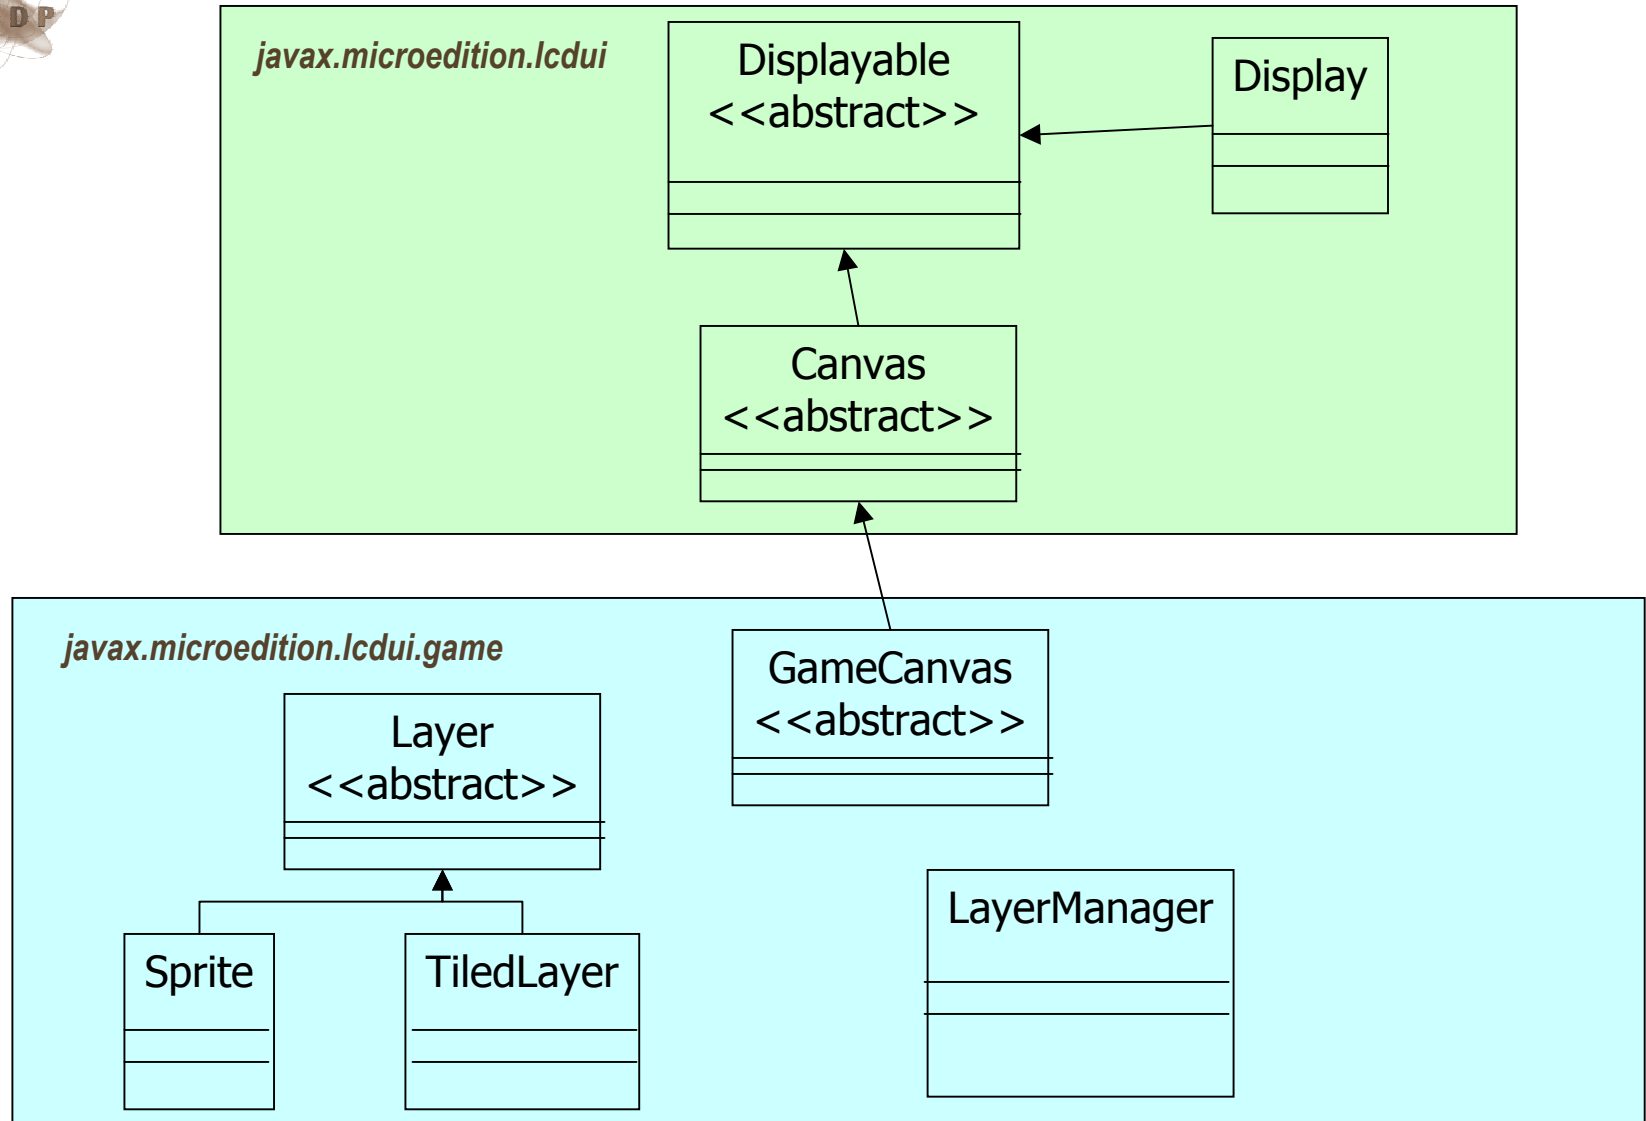 D P
javax.microedition.lcdui
Displayable
<<abstract>>
Display
Canvas
<<abstract>>
javax.microedition.lcdui.game
GameCanvas
<<abstract>>
Layer
<<abstract>>
LayerManager
Sprite
TiledLayer